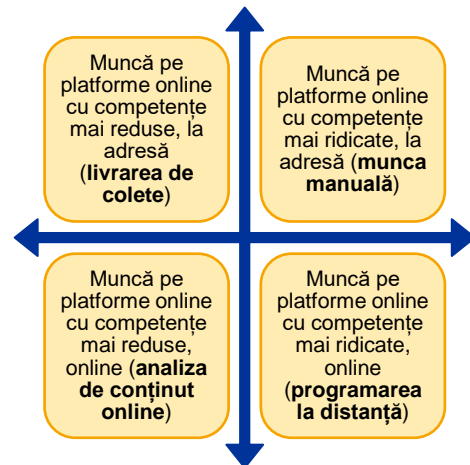 Muncă pe
platforme online
cu competențe
mai reduse, la
adresă
(livrarea de
colete)
Muncă pe
platforme online
cu competențe
mai ridicate, la
adresă (munca
manuală)
Muncă pe
platforme online
cu competențe
mai reduse,
online (analiza
de conținut
online)
Muncă pe
platforme online
cu competențe
mai ridicate,
online
(programarea
la distanță)